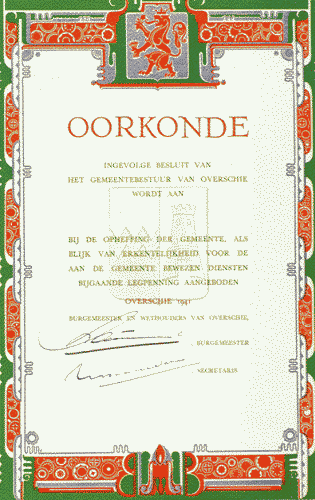 OORKONDE
INGEVOLGE BESLUIT VAN
HET GEMEENTEBESTUUR VAN OVERSCHIE
WORDT AAN
BIJ DE OPHEFFING DER GEMEENTE, ALS
BLIJK VAN ERKENTELIJKHEID VOOR DE
AAN DE GEMEENTE BEWEZEN DIENSTEN
BIJGAANDE LEGPENNING AANGEBODEN
OVERSCHIE 1941
BURGEMEESTER EN WETHOUDERS VAN OVERSCHIE,
BURGEMEESTER
SECRETARIS